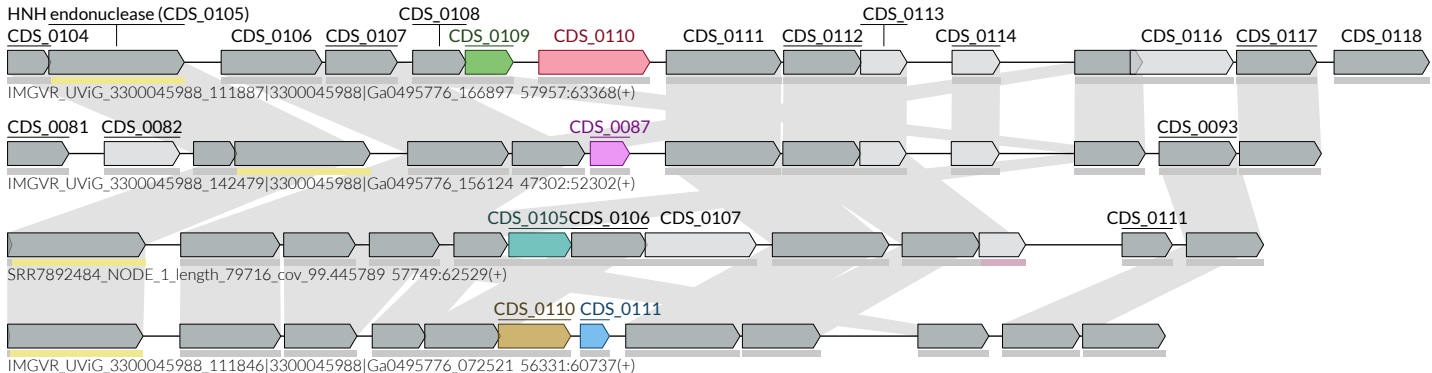 HNH endonuclease (CDS_0105) CDS_0108 CDS_0113
CDS_0104 CDS_0106 CDS_0107 CDS_0109 CDS_0110 CDS_0111 CDS_0112 CDS_0114 CDS_0116 CDS_0117 CDS_0118
IMGVR_UViG_3300045988_111887|3300045988|Ga0495776_166897 57957:63368(+)
CDS_0081 CDS_0082 CDS_0087 CDS_0093
IMGVR_UViG_3300045988_142479|3300045988|Ga0495776_156124 47302:52302(+)
CDS_0105 CDS_0106 CDS_0107 CDS_0111
SRR7892484_NODE_1_length_79716_cov_99.445789 57749:62529(+)
CDS_0110 CDS_0111
IMGVR_UViG_3300045988_111846|3300045988|Ga0495776_072521 56331:60737(+)